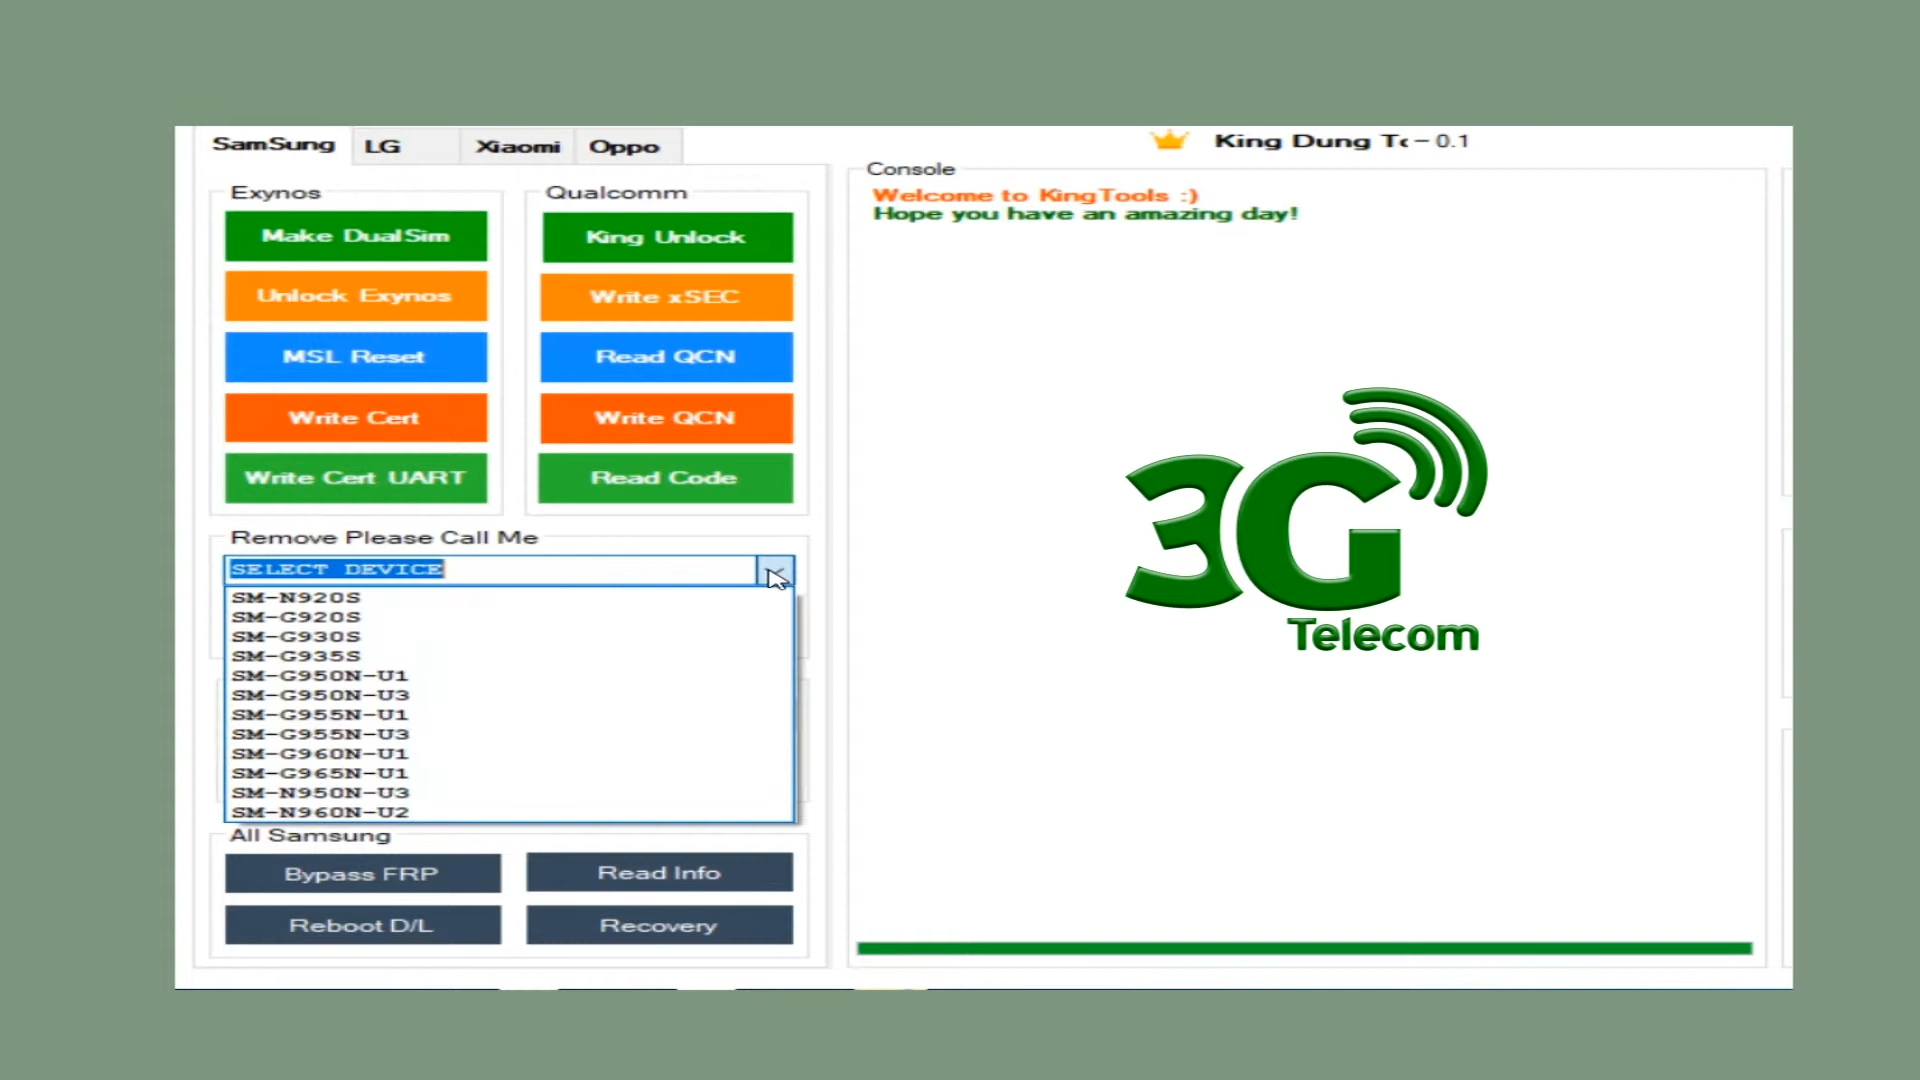 SamSung
LG
Xiaomi
Oppo
King Dung – 0.1
Exynos
Make DualSim
Unlock Exynos
MSL Reset
Write Cert
Write Cert UART
Qualcomm
King Unlock
Write xSEC
Read QCN
Write QCN
Read Code
Remove Please Call Me
SELECT DEVICE
SM-N920S
SM-G920S
SM-G930S
SM-G935S
SM-G950N-U1
SM-G950N-U3
SM-G955N-U1
SM-G955N-U3
SM-G960N-U1
SM-G965N-U1
SM-N950N-U3
SM-N960N-U2
All Samsung
Bypass FRP
Read Info
Reboot D/L
Recovery
Console
Welcome to KingTools :)
Hope you have an amazing day!
3G
Telecom